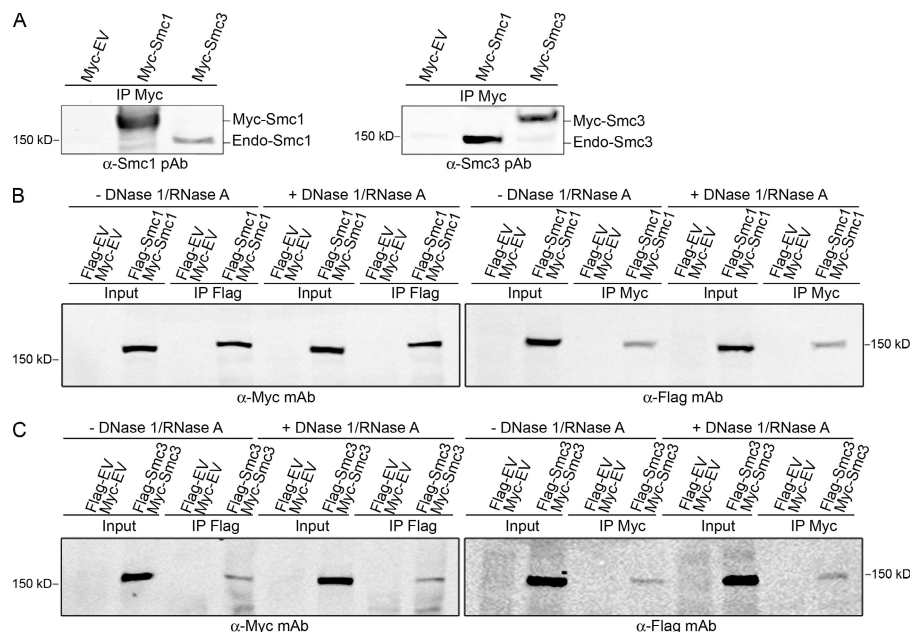 A
Myc-EV
Myc-Smc1
Myc-Smc3
IP Myc
150 kD
Myc-Smc1
Endo-Smc1
α-Smc1 pAb
Myc-EV
Myc-Smc1
Myc-Smc3
IP Myc
150 kD
Myc-Smc3
Endo-Smc3
α-Smc3 pAb
B
- DNase 1/RNase A
+ DNase 1/RNase A
- DNase 1/RNase A
+ DNase 1/RNase A
Flag-EV
Myc-EV
Flag-Smc1
Myc-Smc1
Flag-EV
Myc-EV
Flag-Smc1
Myc-Smc1
Flag-EV
Myc-EV
Flag-Smc1
Myc-Smc1
Flag-EV
Myc-EV
Flag-Smc1
Myc-Smc1
Flag-EV
Myc-EV
Flag-Smc1
Myc-Smc1
Flag-EV
Myc-EV
Flag-Smc1
Myc-Smc1
Flag-EV
Myc-EV
Flag-Smc1
Myc-Smc1
Flag-EV
Myc-EV
Flag-Smc1
Myc-Smc1
Input
IP Flag
Input
IP Flag
Input
IP Myc
Input
IP Myc
150 kD
150 kD
α-Myc mAb
α-Flag mAb
C
- DNase 1/RNase A
+ DNase 1/RNase A
- DNase 1/RNase A
+ DNase 1/RNase A
Flag-EV
Myc-EV
Flag-Smc3
Myc-Smc3
Flag-EV
Myc-EV
Flag-Smc3
Myc-Smc3
Flag-EV
Myc-EV
Flag-Smc3
Myc-Smc3
Flag-EV
Myc-EV
Flag-Smc3
Myc-Smc3
Flag-EV
Myc-EV
Flag-Smc3
Myc-Smc3
Flag-EV
Myc-EV
Flag-Smc3
Myc-Smc3
Flag-EV
Myc-EV
Flag-Smc3
Myc-Smc3
Flag-EV
Myc-EV
Flag-Smc3
Myc-Smc3
Input
IP Flag
Input
IP Flag
Input
IP Myc
Input
IP Myc
150 kD
150 kD
α-Myc mAb
α-Flag mAb